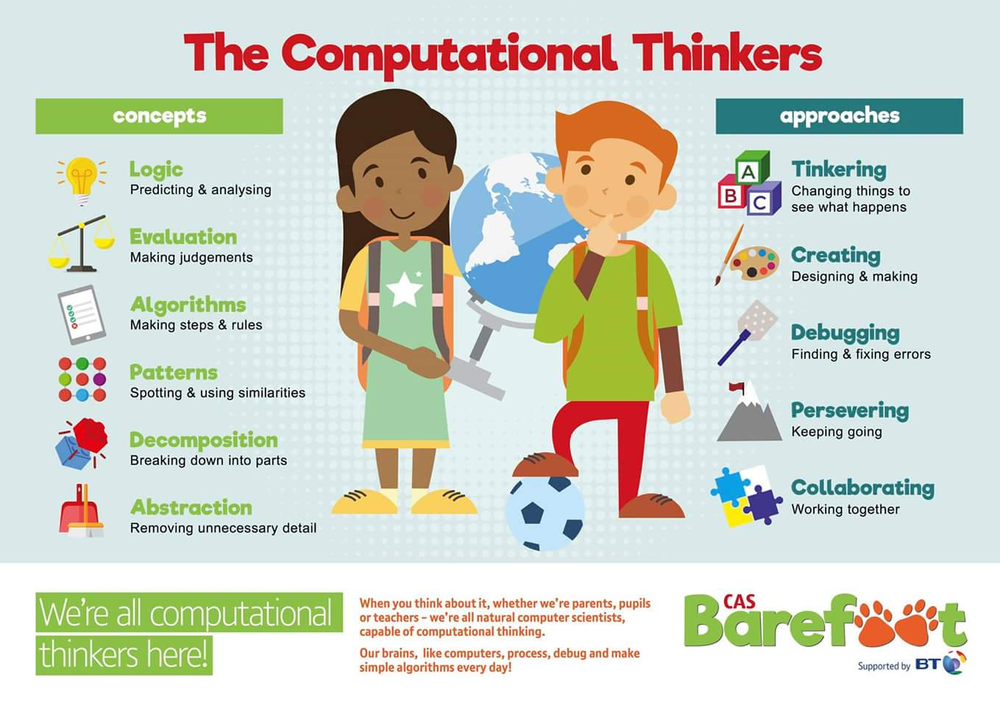 The Computational Thinkers
concepts
Logic
Predicting & analysing
Evaluation
Making judgements
Algorithms
Making steps & rules
Patterns
Spotting & using similarities
Decomposition
Breaking down into parts
Abstraction
Removing unnecessary detail
approaches
A
B
C
Tinkering
Changing things to
see what happens
Creating
Designing & making
Debugging
Finding & fixing errors
Persevering
Keeping going
Collaborating
Working together
We're all computational
thinkers here!
When you think about it, whether we're parents, pupils
or teachers – we're all natural computer scientists,
capable of computational thinking.
Our brains, like computers, process, debug and make
simple algorithms every day!
CAS
Barefoot
Supported by BT